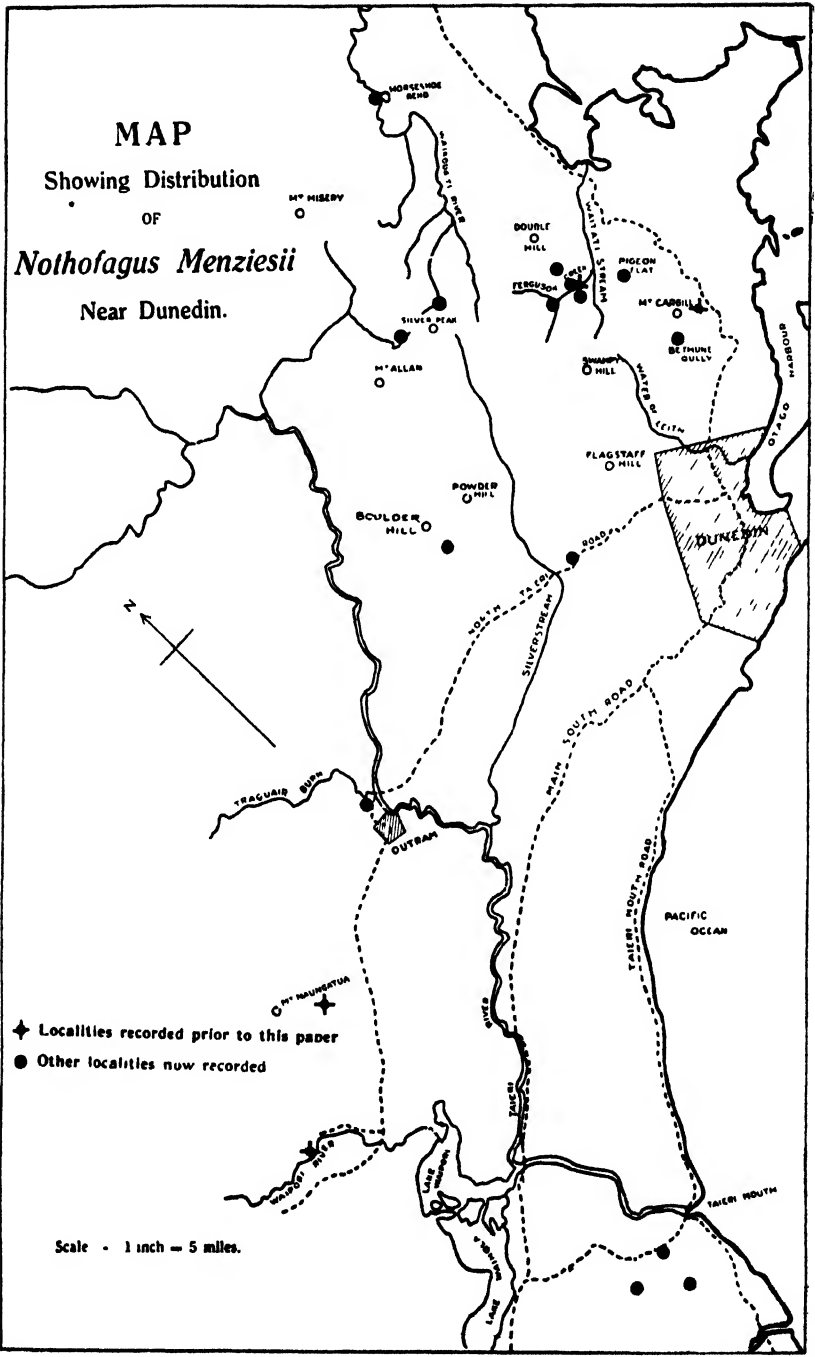 MAP
Showing Distribution
OF
Nothofagus Menziesii
Near Dunedin.
HORSESHOE
BEND
MT MISERY
WAIKOUAITI RIVER
DOUBLE
HILL
WAITATI STREAM
PIGEON
FLAT
FERGUSON CREEK
MT CARGILL
SILVER PEAK
BETHUNE
GULLY
OTAGO HARBOUR
MT ALLAN
SWAMPY
HILL
WATER OF LEITH
FLAGSTAFF
HILL
POWDER
HILL
BOULDER
HILL
DUNEDIN
NORTH TAIERI ROAD
N
SILVERSTREAM
MAIN SOUTH ROAD
TRAQUAIR BURN
OUTRAM
TAIERI MOUTH ROAD
PACIFIC
OCEAN
MT MAUNGATUA
Localities recorded prior to this paper
Other localities now recorded
TAIERI RIVER
WAIPORI RIVER
LAKE WAIPORI
TAIERI MOUTH
Scale - 1 inch = 5 miles.
LAKE